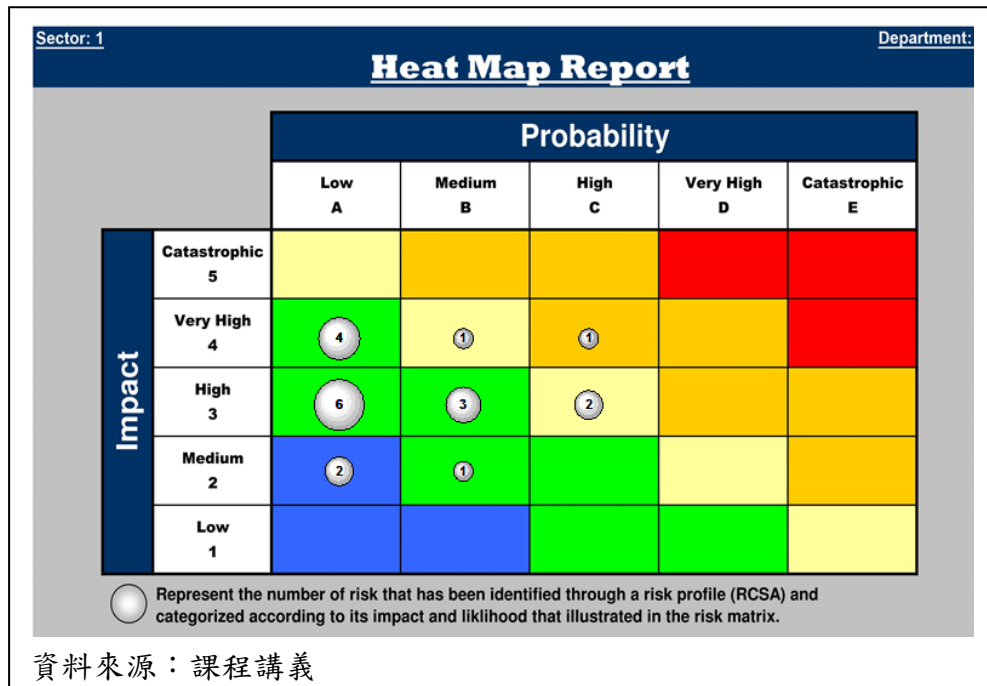 Sector: 1
Department:
Heat Map Report
Probability
Low
A
Medium
B
High
C
Very High
D
Catastrophic
E
Impact
Catastrophic
5
Very High
4
4
1
1
High
3
6
3
2
Medium
2
2
1
Low
1
Represent the number of risk that has been identified through a risk profile (RCSA) and
categorized according to its impact and liklihood that illustrated in the risk matrix.
資料來源：課程講義